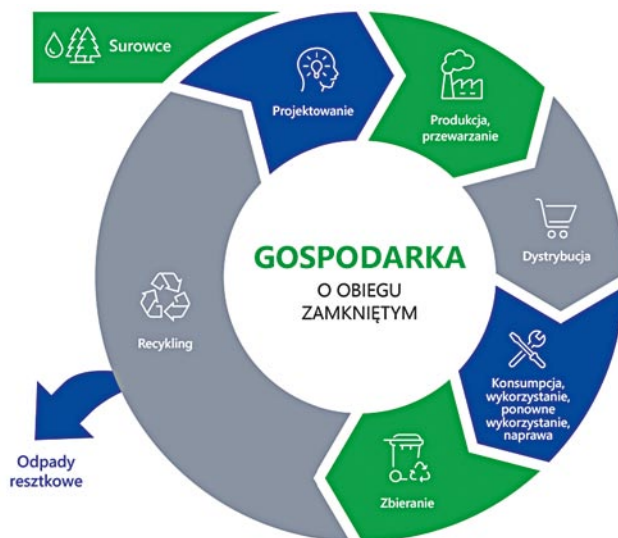 Surowce
Projektowanie
Produkcja,
przewarzanie
Dystrybucja
Konsumpcja,
wykorzystanie,
ponowne
wykorzystanie,
naprawa
Zbieranie
Recykling
Odpady
resztkowe
GOSPODARKA
O OBIEGU
ZAMKNIĘTYM